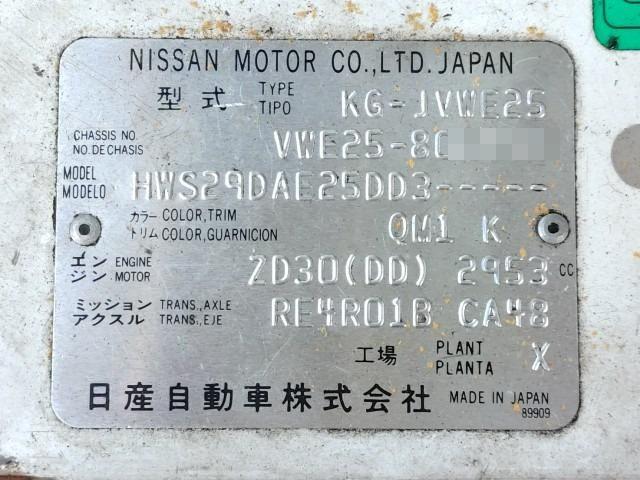 NISSAN MOTOR CO.,LTD. JAPAN
型式 TYPE TIPO KG-JVWE25
CHASSIS NO. NO. DE CHASIS VWE25-8
MODEL MODELO HWS29DAE25DD3-----
カラー COLOR,TRIM トリム COLOR,GUARNICION QM1 K
エンジン ENGINE MOTOR ZD30(DD) 2953 CC
ミッション TRANS.,AXLE アクスル TRANS.,EJE RE4R01B CA48
工場 PLANT PLANTA X
日産自動車株式会社 MADE IN JAPAN
89909